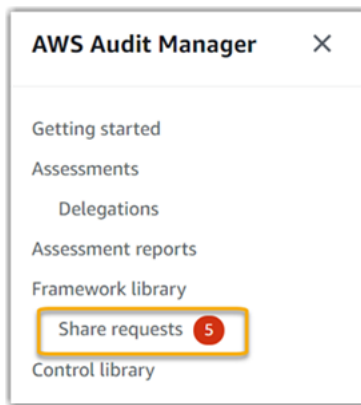 AWS Audit Manager
Getting started
Assessments
Delegations
Assessment reports
Framework library
Share requests 5
Control library